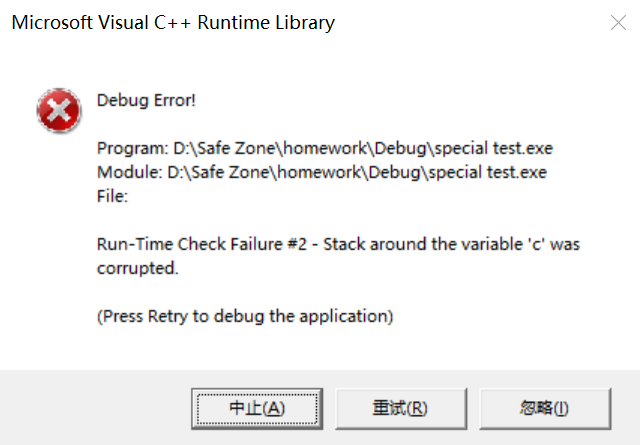 Microsoft Visual C++ Runtime Library
Debug Error!
Program: D:\Safe Zone\homework\Debug\special test.exe
Module: D:\Safe Zone\homework\Debug\special test.exe
File:
Run-Time Check Failure #2 - Stack around the variable 'c' was
corrupted.
(Press Retry to debug the application)
中止(A) 重试(R) 忽略(I)